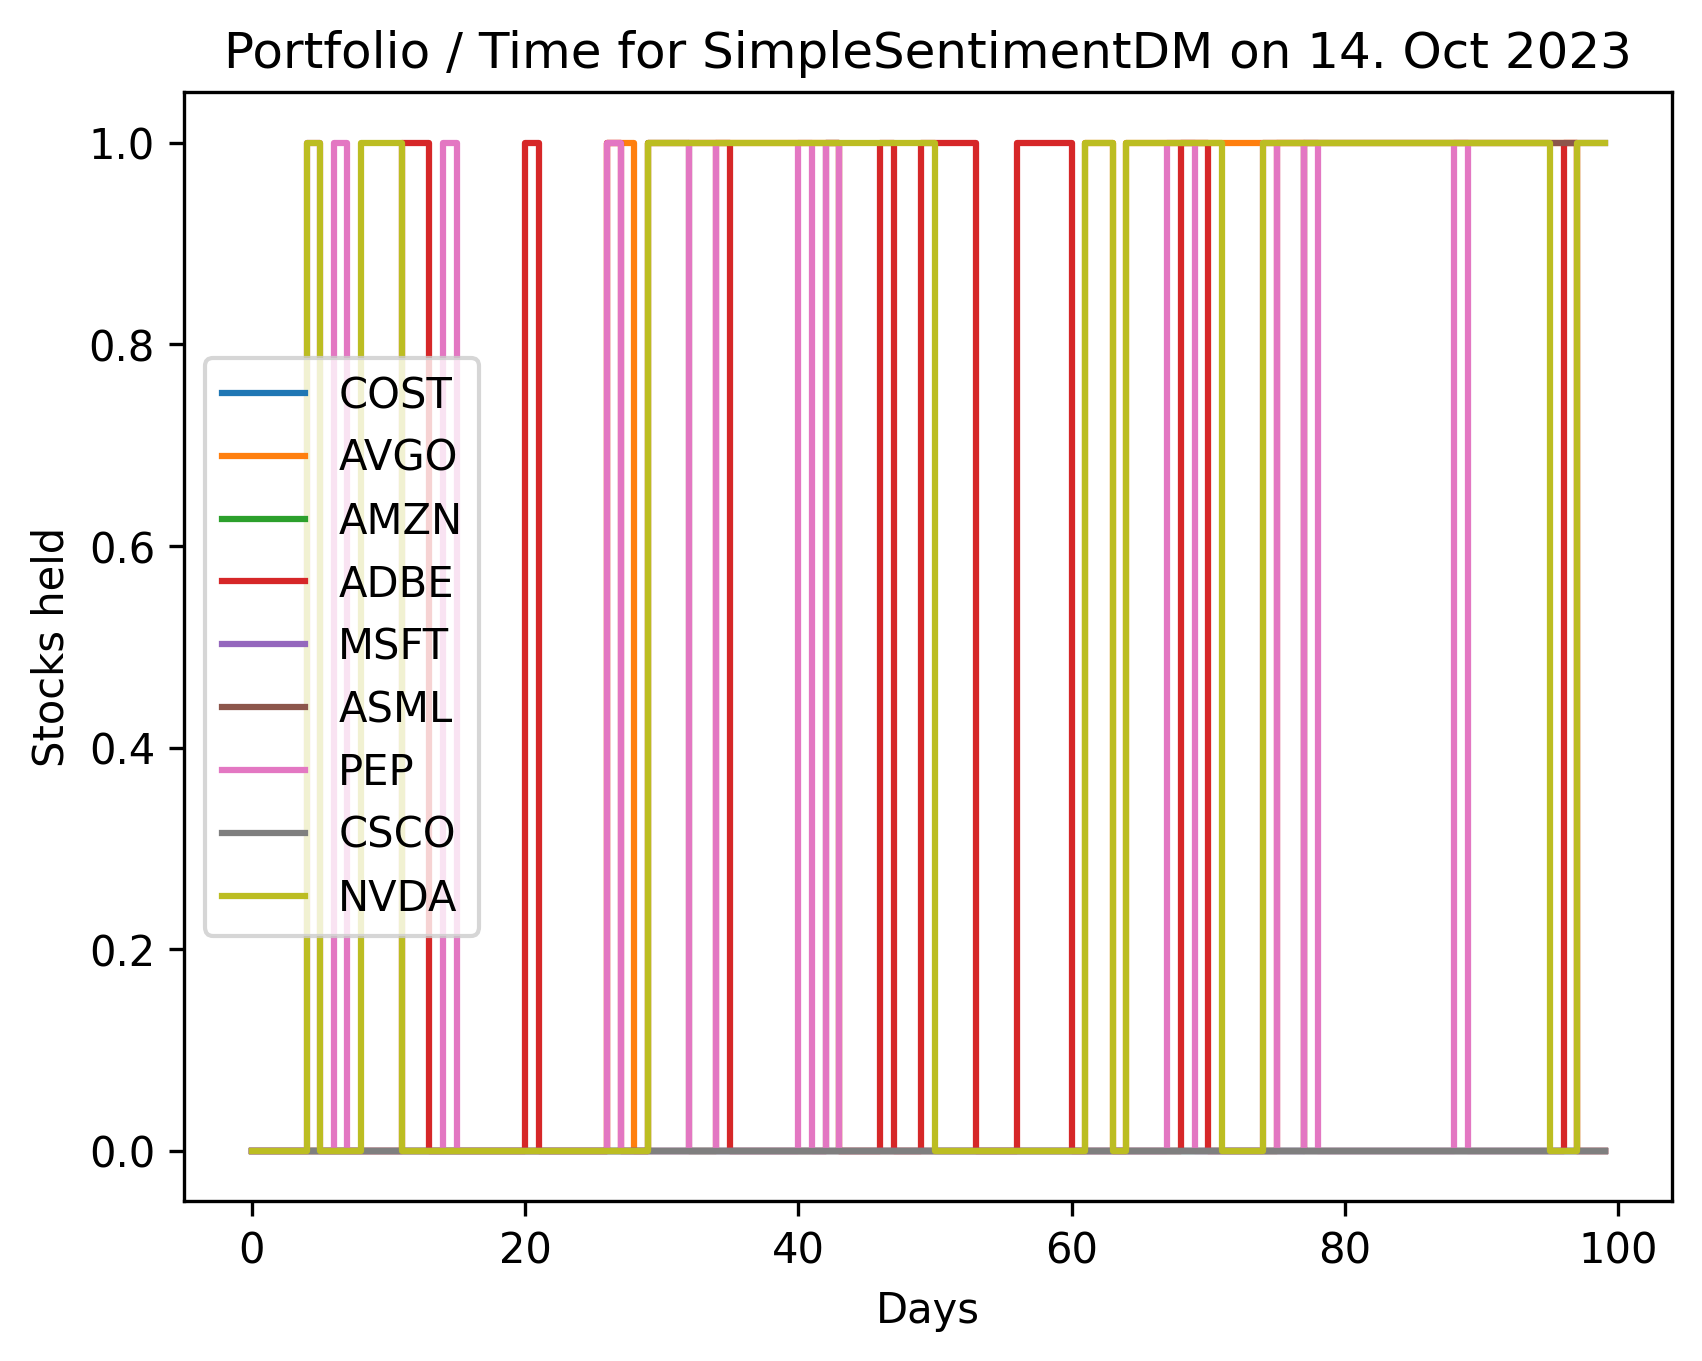 Portfolio / Time for SimpleSentimentDM on 14. Oct 2023
1.0
0.8
0.6
0.4
0.2
0.0
Stocks held
COST
AVGO
AMZN
ADBE
MSFT
ASML
PEP
CSCO
NVDA
0 20 40 60 80 100
Days